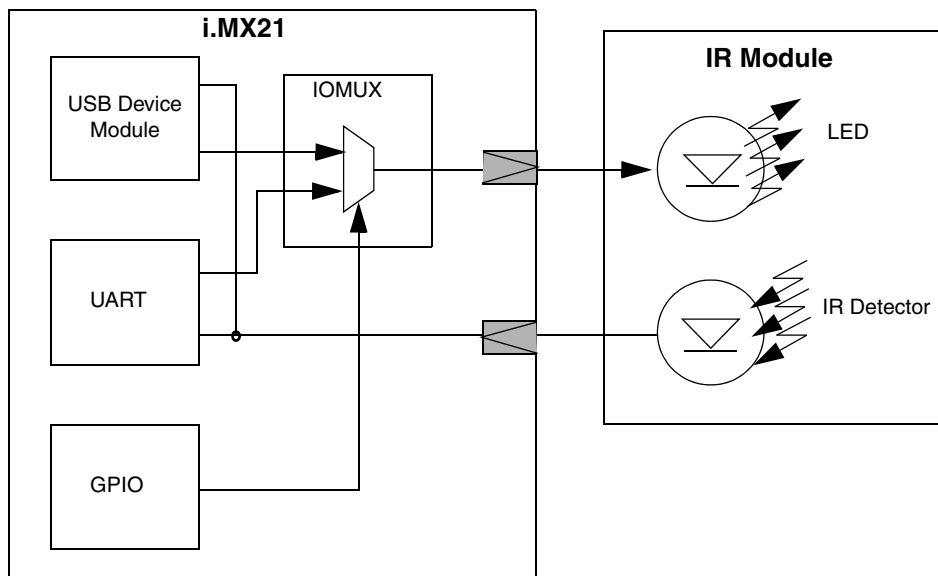 i.MX21
USB Device
Module
IOMUX
UART
GPIO
IR Module
LED
IR Detector